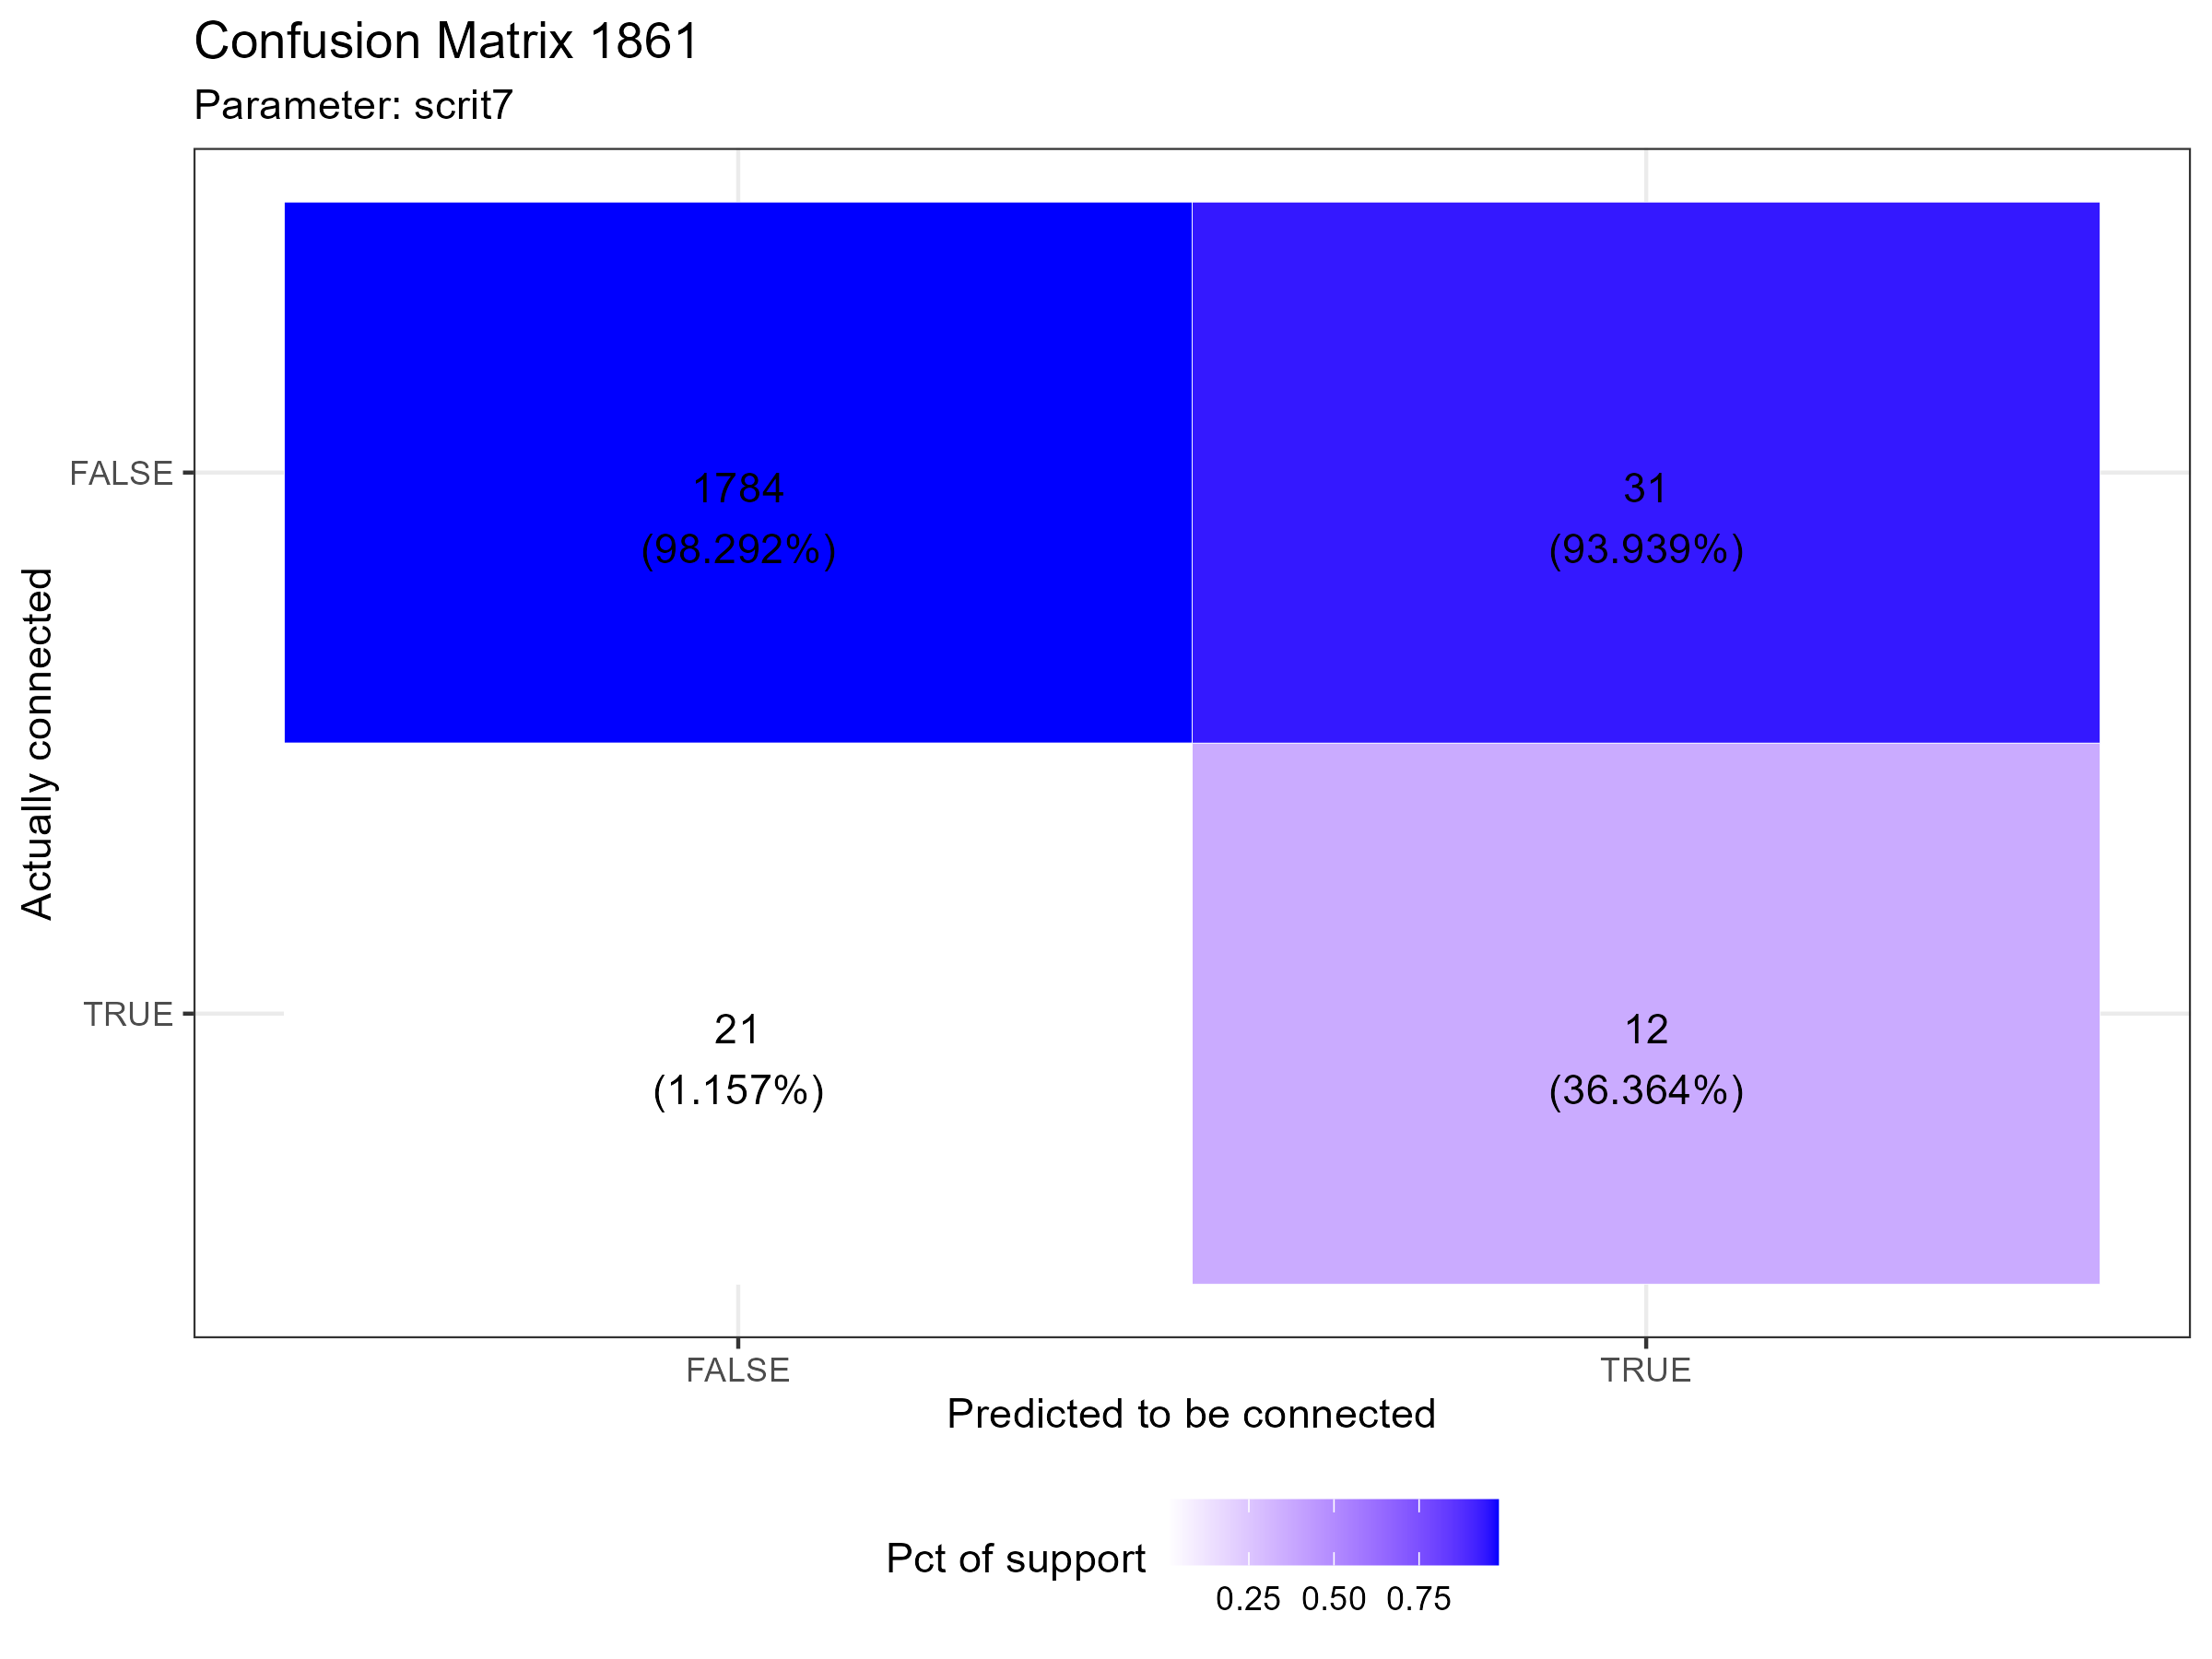 Confusion Matrix 1861
Parameter: scrit7
Actually connected
FALSE
1784
(98.292%)
31
(93.939%)
TRUE
21
(1.157%)
12
(36.364%)
FALSE
TRUE
Predicted to be connected
Pct of support
0.25 0.50 0.75